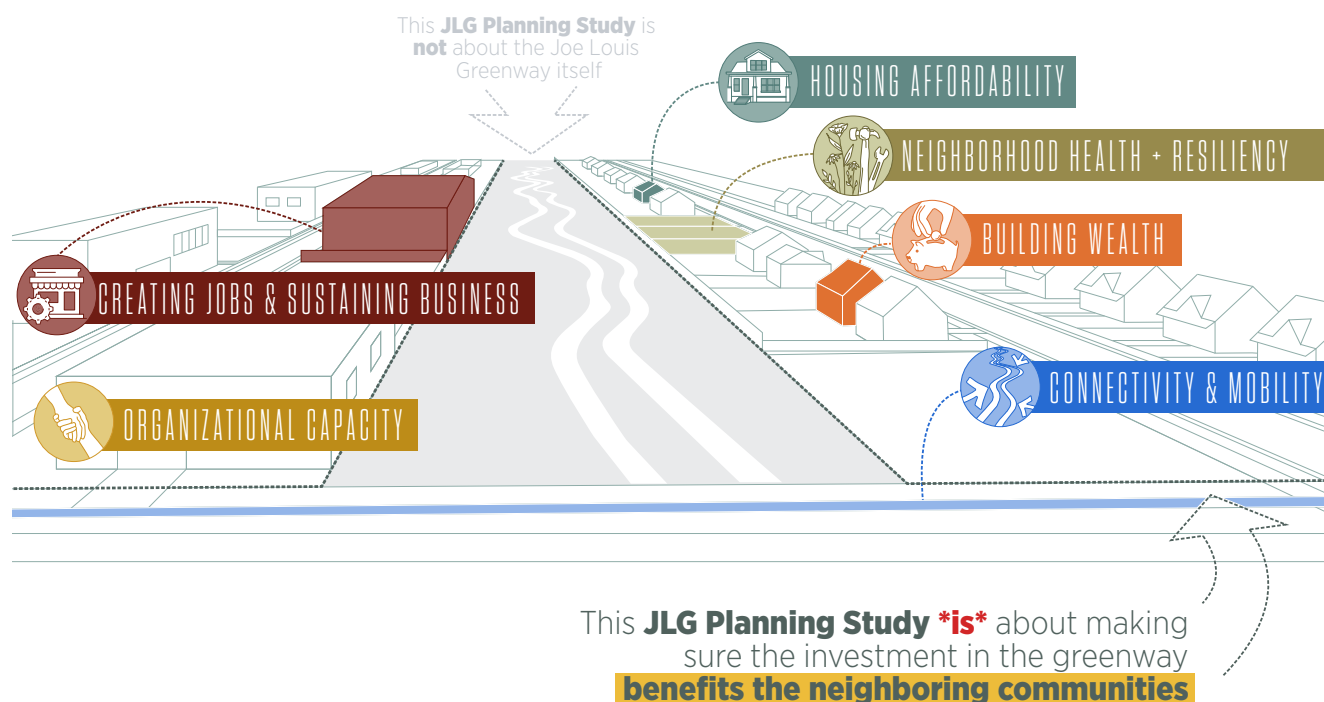 This JLG Planning Study is
not about the Joe Louis
Greenway itself
HOUSING AFFORDABILITY
NEIGHBORHOOD HEALTH + RESILIENCY
BUILDING WEALTH
CREATING JOBS & SUSTAINING BUSINESS
CONNECTIVITY & MOBILITY
ORGANIZATIONAL CAPACITY
This JLG Planning Study *is* about making
sure the investment in the greenway
benefits the neighboring communities